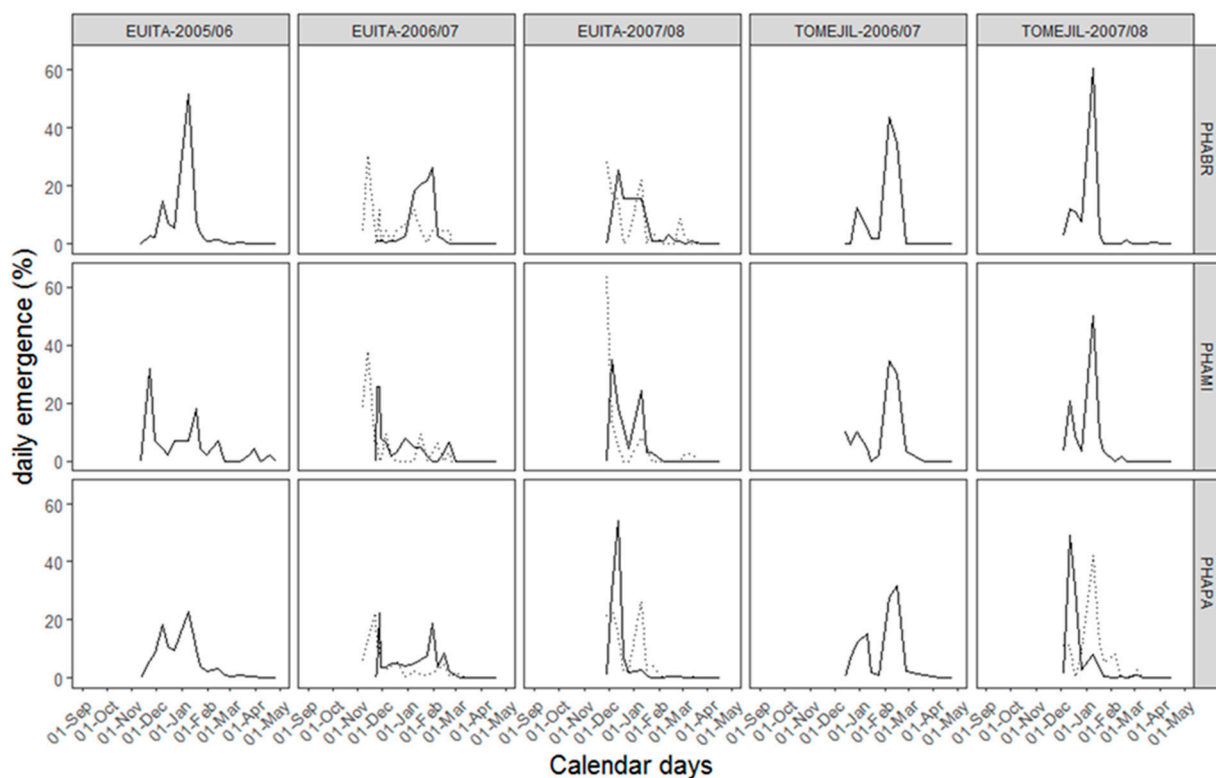 EUITA-2005/06 EUITA-2006/07 EUITA-2007/08 TOMEJIL-2006/07 TOMEJIL-2007/08
daily emergence (%)
60
40
20
0
PHABR
60
40
20
0
PHAMI
60
40
20
0
PHAPA
01-Sep 01-Oct 01-Nov 01-Dec 01-Jan 01-Feb 01-Mar 01-Apr 01-May 01-Sep 01-Oct 01-Nov 01-Dec 01-Jan 01-Feb 01-Mar 01-Apr 01-May 01-Sep 01-Oct 01-Nov 01-Dec 01-Jan 01-Feb 01-Mar 01-Apr 01-May 01-Sep 01-Oct 01-Nov 01-Dec 01-Jan 01-Feb 01-Mar 01-Apr 01-May 01-Sep 01-Oct 01-Nov 01-Dec 01-Jan 01-Feb 01-Mar 01-Apr 01-May
Calendar days